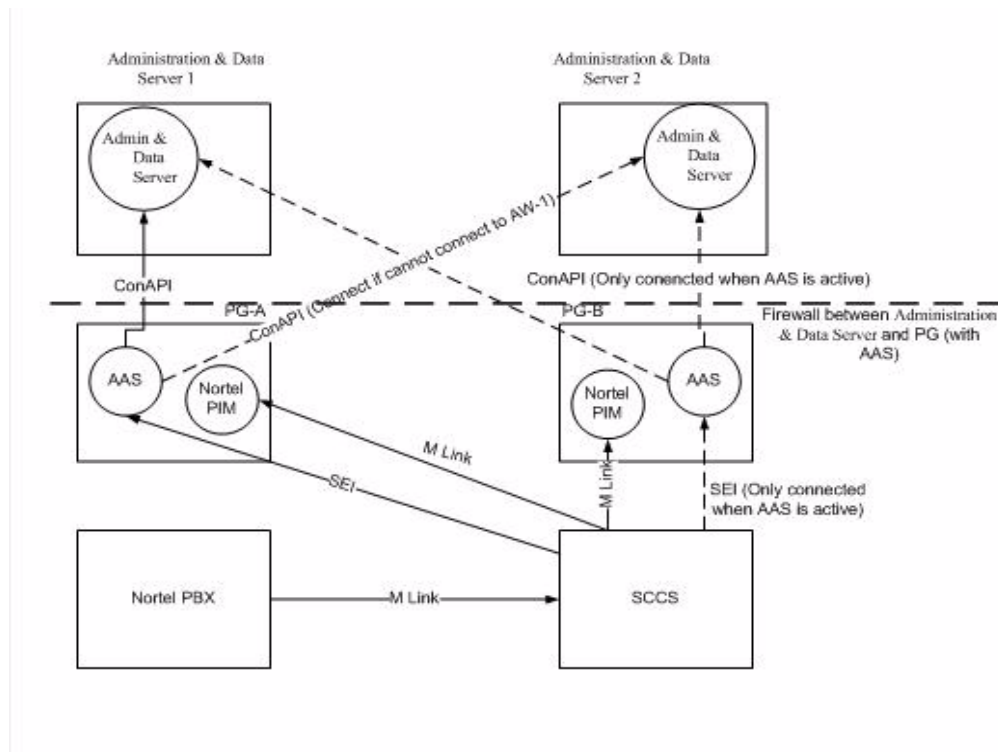 Administration & Data
Server 1
Administration & Data
Server 2
Admin &
Data
Server
Admin &
Data
Server
ConAPI (Connect if cannot connect to AW-1)
ConAPI
ConAPI (Only conencted when AAS is active)
PG-A
PG-B
Firewall between Administration
& Data Server and PG (with
AAS)
AAS
Nortel
PIM
Nortel
PIM
AAS
M Link
SEI
M Link
SEI (Only connected
when AAS is active)
Nortel PBX
M Link
SCCS